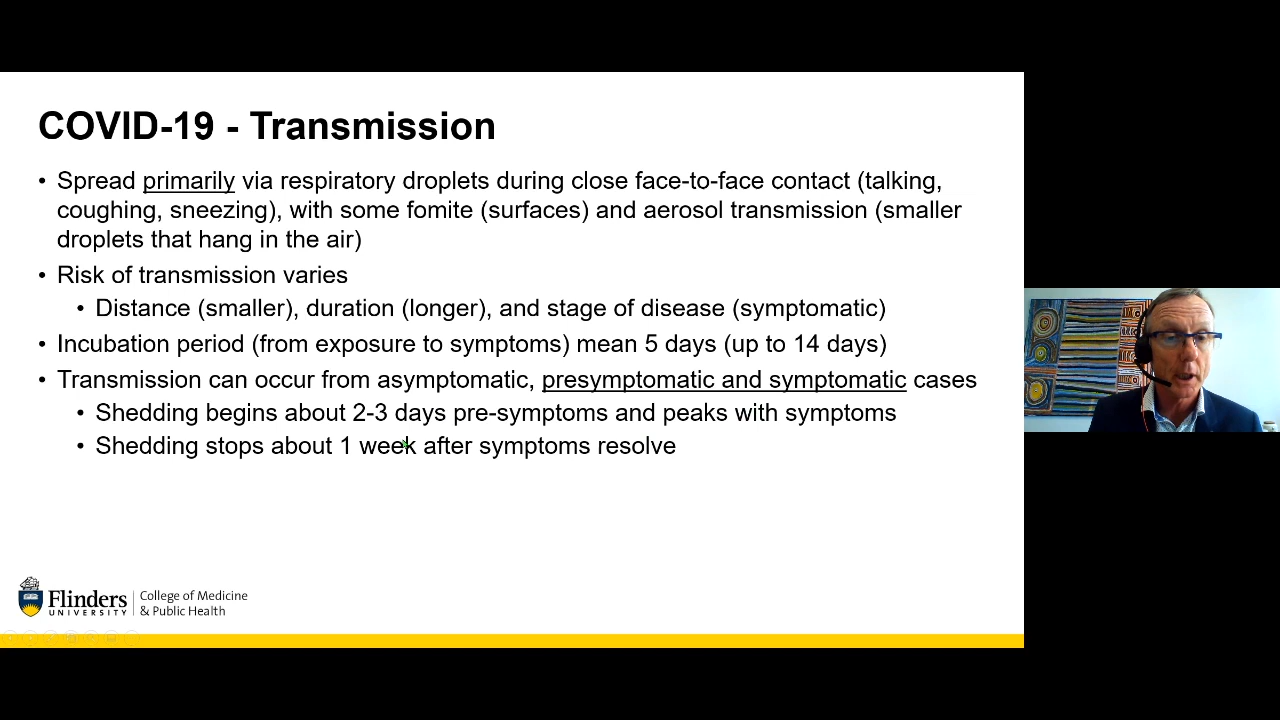 COVID-19 - Transmission
• Spread primarily via respiratory droplets during close face-to-face contact (talking,
coughing, sneezing), with some fomite (surfaces) and aerosol transmission (smaller
droplets that hang in the air)
• Risk of transmission varies
• Distance (smaller), duration (longer), and stage of disease (symptomatic)
• Incubation period (from exposure to symptoms) mean 5 days (up to 14 days)
• Transmission can occur from asymptomatic, presymptomatic and symptomatic cases
• Shedding begins about 2-3 days pre-symptoms and peaks with symptoms
• Shedding stops about 1 week after symptoms resolve
Flinders
UNIVERSITY
College of Medicine
& Public Health